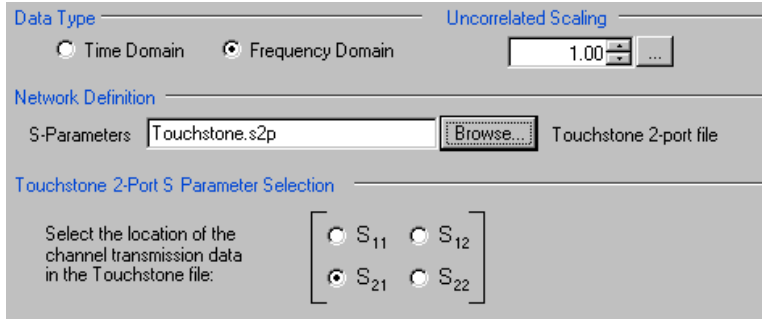 Data Type Uncorrelated Scaling
Time Domain Frequency Domain 1.00 ...
Network Definition
S-Parameters Touchstone.s2p Browse... Touchstone 2-port file
Touchstone 2-Port S Parameter Selection
Select the location of the
channel transmission data
in the Touchstone file:
S11 S12
S21 S22